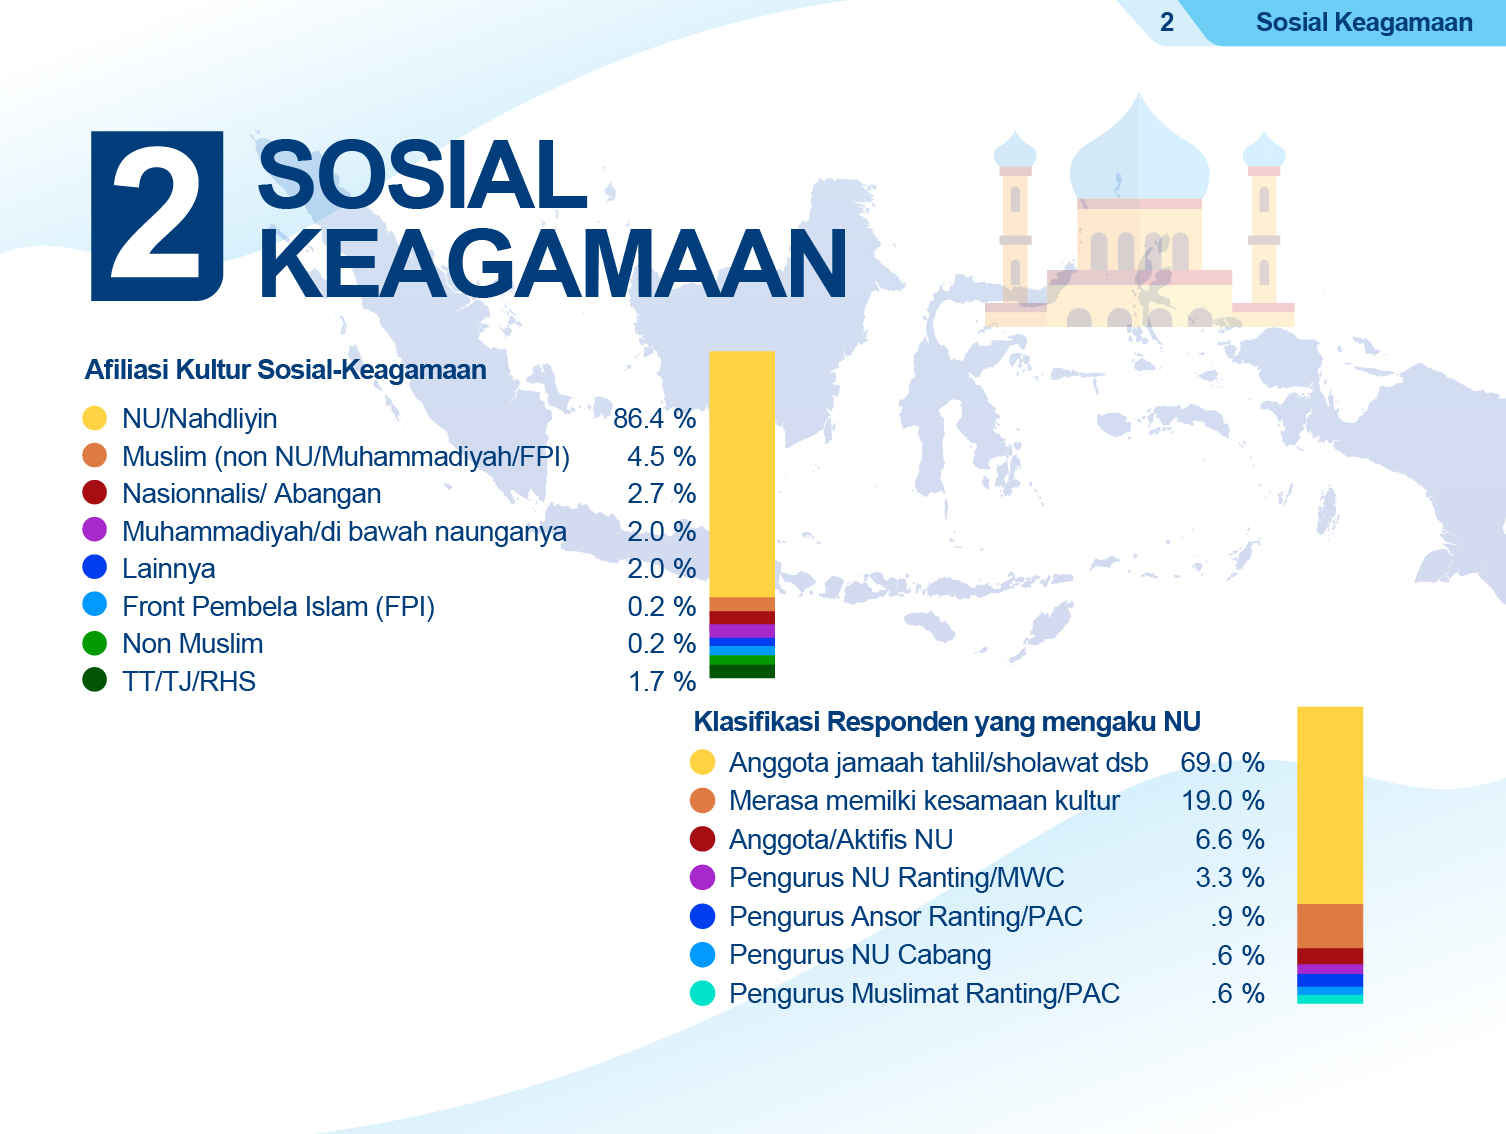 2 Sosial Keagamaan
2 SOSIAL
KEAGAMAAN
Afiliasi Kultur Sosial-Keagamaan
NU/Nahdliyin 86.4 %
Muslim (non NU/Muhammadiyah/FPI) 4.5 %
Nasionnalis/ Abangan 2.7 %
Muhammadiyah/di bawah naunganya 2.0 %
Lainnya 2.0 %
Front Pembela Islam (FPI) 0.2 %
Non Muslim 0.2 %
TT/TJ/RHS 1.7 %
Klasifikasi Responden yang mengaku NU
Anggota jamaah tahlil/sholawat dsb 69.0 %
Merasa memilki kesamaan kultur 19.0 %
Anggota/Aktifis NU 6.6 %
Pengurus NU Ranting/MWC 3.3 %
Pengurus Ansor Ranting/PAC .9 %
Pengurus NU Cabang .6 %
Pengurus Muslimat Ranting/PAC .6 %